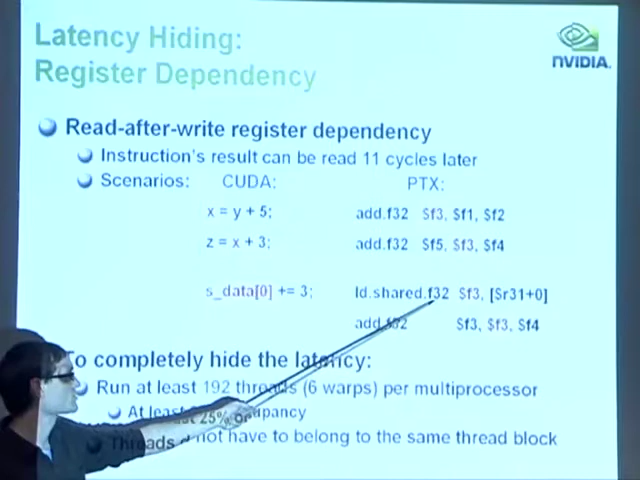 Latency Hiding:
Register Dependency
NVIDIA.
Read-after-write register dependency
Instruction's result can be read 11 cycles later
Scenarios: CUDA: PTX:
x = y + 5; add.f32 $f3, $f1, $f2
z = x + 3; add.f32 $f5, $f3, $f4
s_data[0] += 3; ld.shared.f32 $f3, [$r31+0]
add.f32 $f3, $f3, $f4
To completely hide the latency:
Run at least 192 threads (6 warps) per multiprocessor
At least 25%
Threads not have to belong to the same thread block